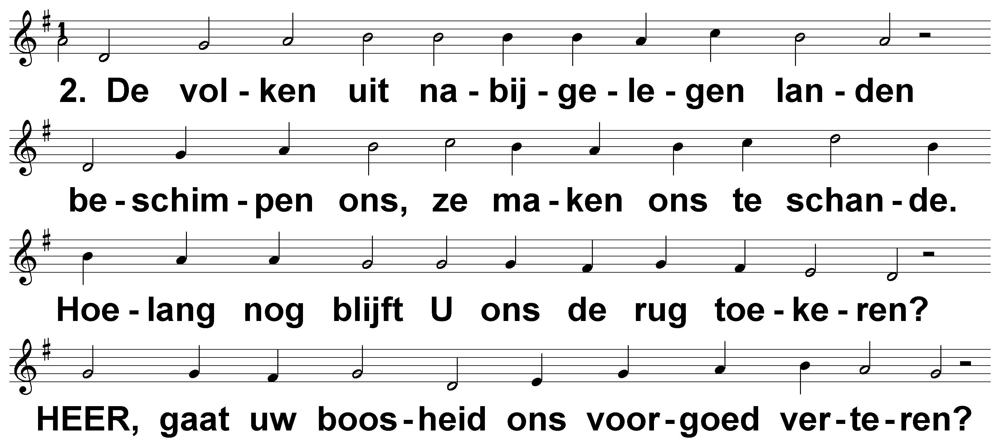 2. De vol - ken uit na - bij - ge - le - gen lan - den
be - schim - pen ons, ze ma - ken ons te schan - de.
Hoe - lang nog blijft U ons de rug toe - ke - ren?
HEER, gaat uw boos - heid ons voor - goed ver - te - ren?